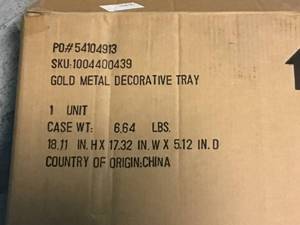 PO# 54104913
SKU:1004400439
GOLD METAL DECORATIVE TRAY
1 UNIT
CASE WT: 6.64 LBS.
18.11 IN. H X 17.32 IN. W X 5.12 IN. D
COUNTRY OF ORIGIN:CHINA